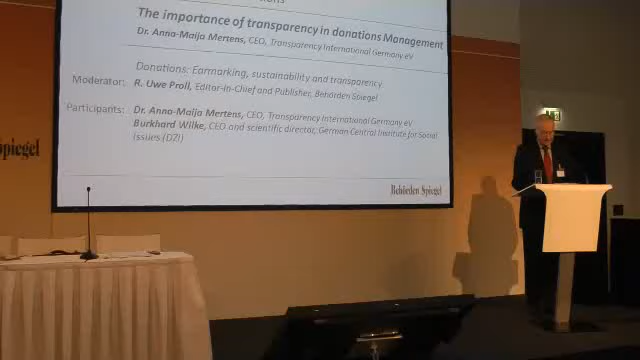 The importance of transparency in donations Management
Dr. Anna-Maija Mertens, CEO, Transparency International Germany eV
Donations: Earmarking, sustainability and transparency
Moderator: R. Uwe Proll, Editor-in-Chief and Publisher, Behörden Spiegel
Participants: Dr. Anna-Maija Mertens, CEO, Transparency International Germany eV
Burkhard Wilke, CEO and scientific director, German Central Institute for Social
Issues (DZI)
Behörden Spiegel
Spiegel